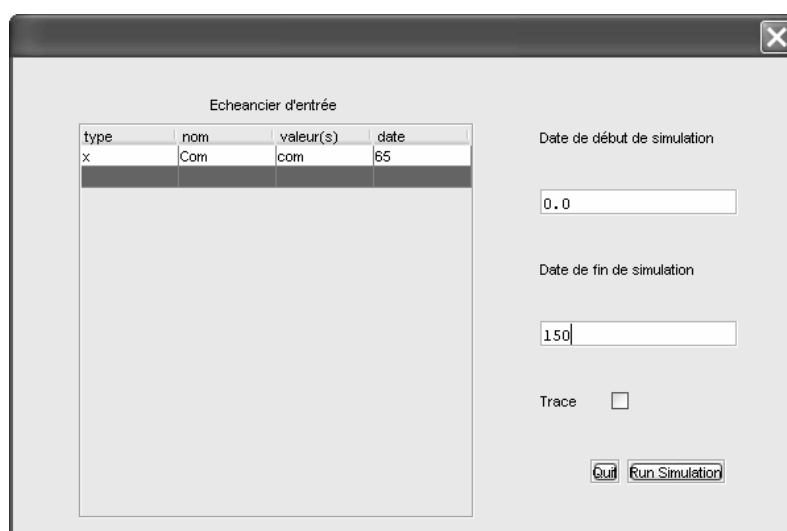 Echeancier d'entrée
type nom valeur(s) date
x Com com 65
Date de début de simulation
0.0
Date de fin de simulation
150
Trace
Quit Run Simulation